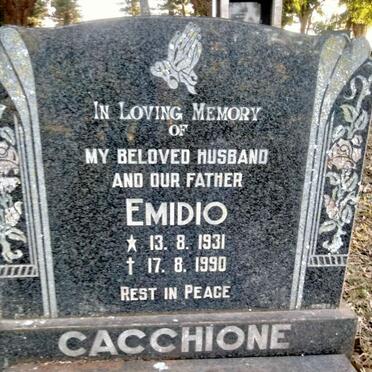 IN LOVING MEMORY
OF
MY BELOVED HUSBAND
AND OUR FATHER
EMIDIO
★ 13. 8. 1931
† 17. 8. 1990
REST IN PEACE
CACCHIONE